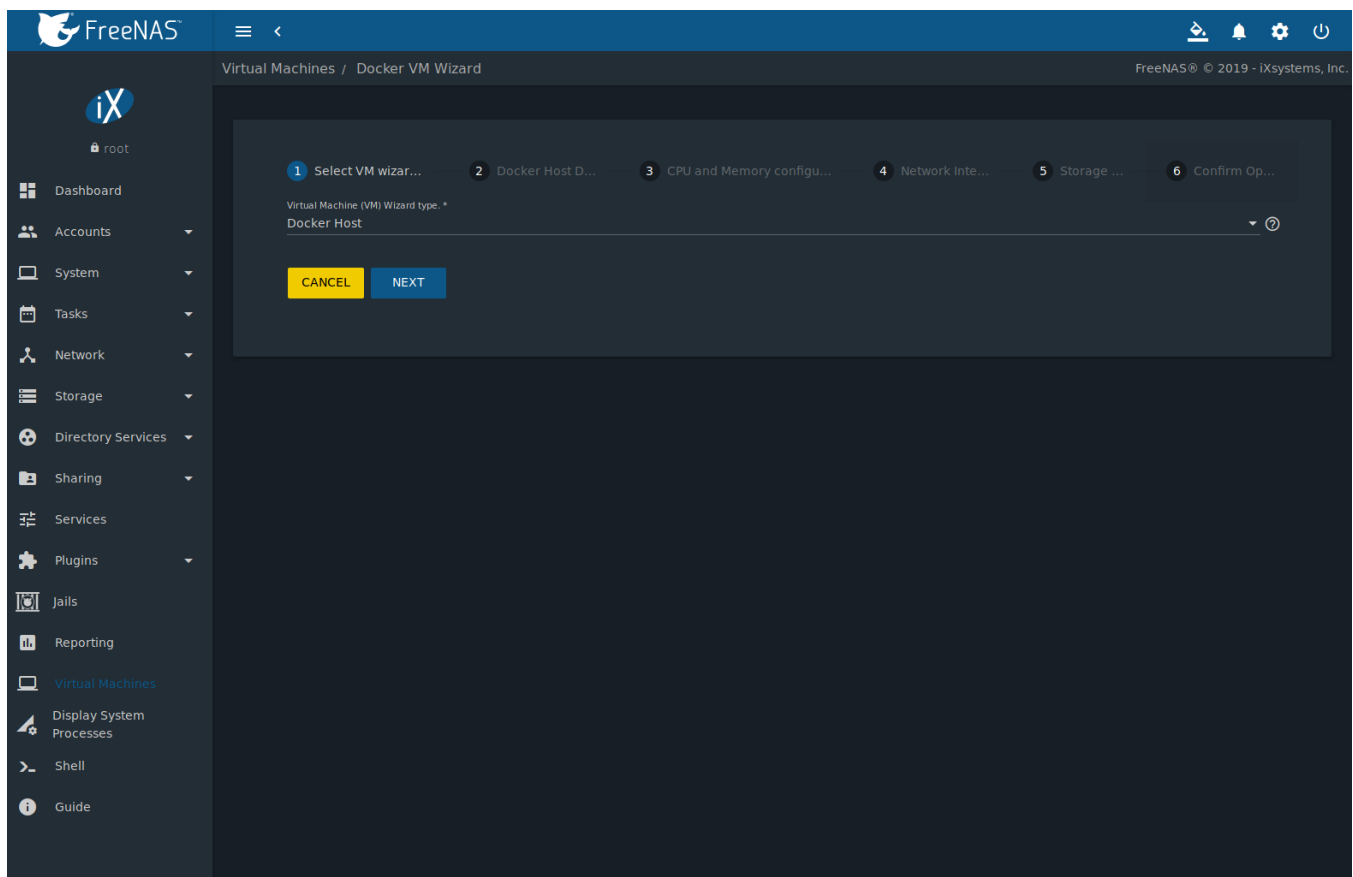 FreeNAS™
Virtual Machines / Docker VM Wizard
FreeNAS® © 2019 - iXsystems, Inc.
iX
root
Dashboard
Accounts
System
Tasks
Network
Storage
Directory Services
Sharing
Services
Plugins
Jails
Reporting
Virtual Machines
Display System
Processes
Shell
Guide
1 Select VM wizar... 2 Docker Host D... 3 CPU and Memory configu... 4 Network Inte... 5 Storage ... 6 Confirm Op...
Virtual Machine (VM) Wizard type. *
Docker Host
CANCEL NEXT